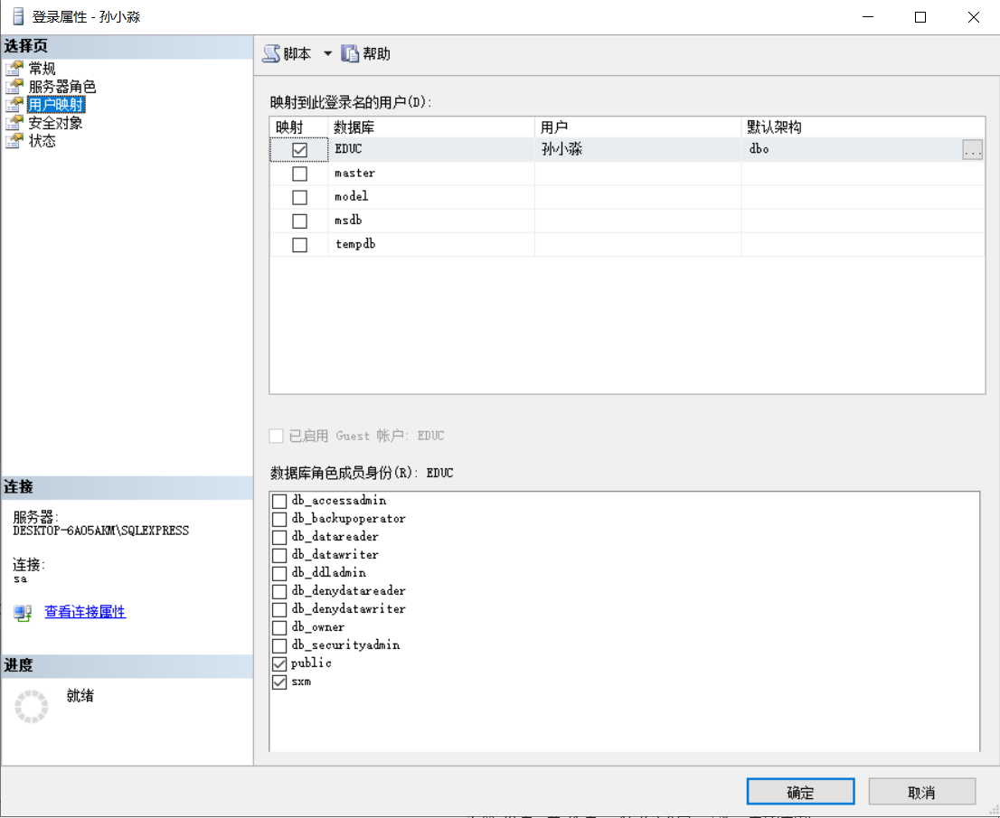 登录属性 - 孙小淼
选择页
常规
服务器角色
用户映射
安全对象
状态
脚本 帮助
映射到此登录名的用户(D):
映射 数据库 用户 默认架构
EDUC 孙小淼 dbo ...
master
model
msdb
tempdb
已启用 Guest 帐户: EDUC
数据库角色成员身份(R): EDUC
db_accessadmin
db_backupoperator
db_datareader
db_datawriter
db_ddladmin
db_denydatareader
db_denydatawriter
db_owner
db_securityadmin
public
sxm
连接
服务器:
DESKTOP-6AO5AKM\SQLEXPRESS
连接:
sa
查看连接属性
进度
就绪
确定 取消